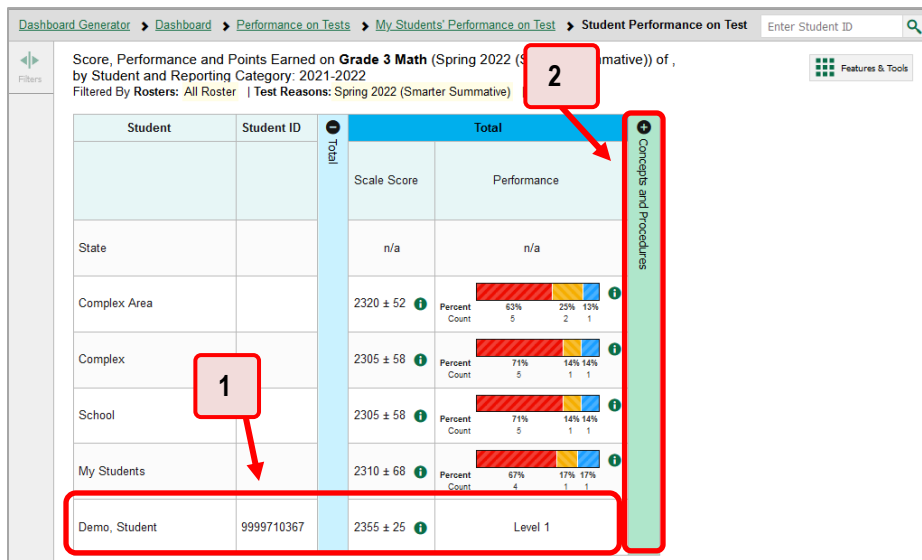 Dashboard Generator > Dashboard > Performance on Tests > My Students' Performance on Test > Student Performance on Test
Enter Student ID
Filters
Score, Performance and Points Earned on Grade 3 Math (Spring 2022 (S mmative)) of ,
by Student and Reporting Category: 2021-2022
Filtered By Rosters: All Roster | Test Reasons: Spring 2022 (Smarter Summative) |
Features & Tools
1
2
Student
Student ID
Total
Total
Scale Score
Performance
Concepts and Procedures
State
n/a
n/a
Complex Area
2320 ± 52
Percent 63% 25% 13%
Count 5 2 1
Complex
2305 ± 58
Percent 71% 14% 14%
Count 5 1 1
School
2305 ± 58
Percent 71% 14% 14%
Count 5 1 1
My Students
2310 ± 68
Percent 67% 17% 17%
Count 4 1 1
Demo, Student
9999710367
2355 ± 25
Level 1